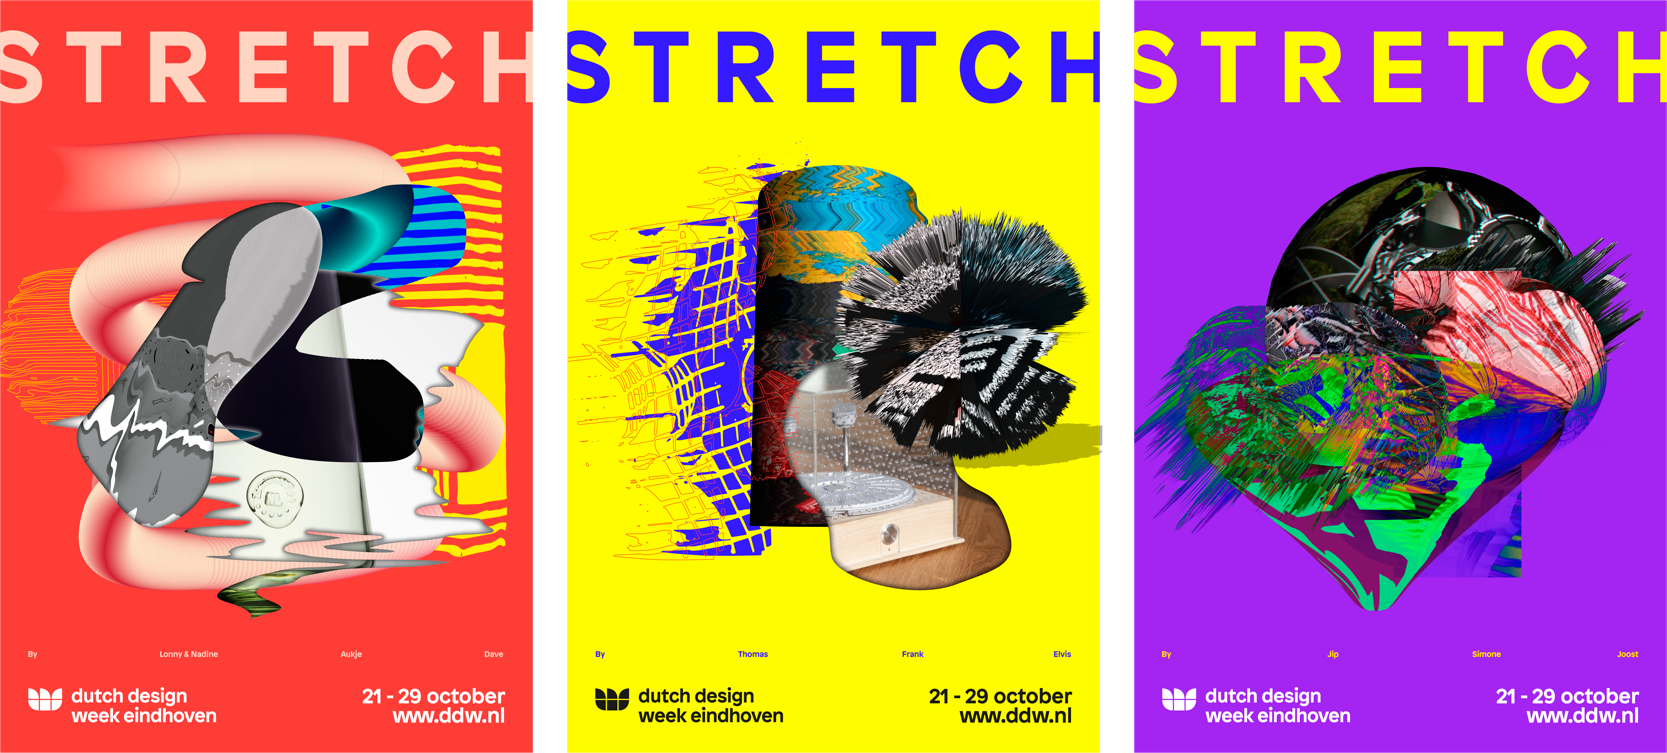 STRETCH
By Lonny & Nadine Aukje Dave
dutch design
week eindhoven
21 - 29 october
www.ddw.nl
STRETCH
By Thomas Frank Elvis
dutch design
week eindhoven
21 - 29 october
www.ddw.nl
STRETCH
By Jip Simone Joost
dutch design
week eindhoven
21 - 29 october
www.ddw.nl